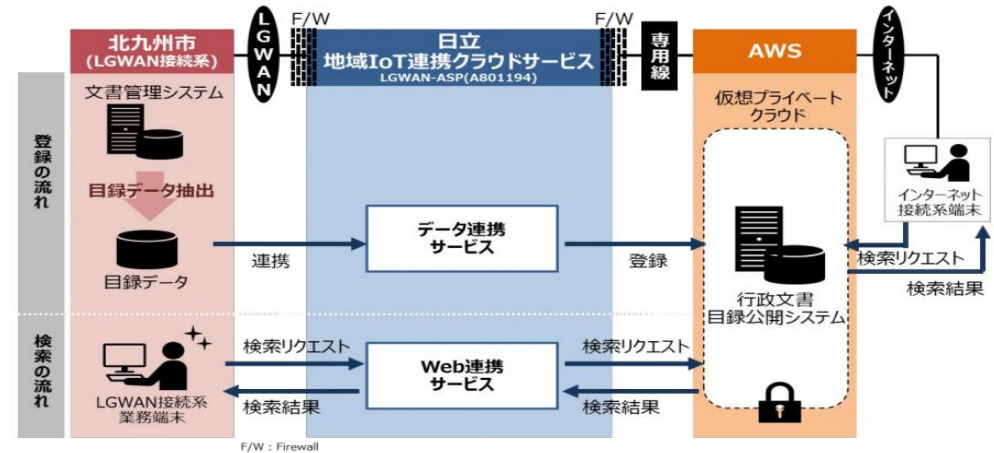 F/W
F/W
北九州市
(LGWAN接続系)
LGWAN
日立
地域IoT連携クラウドサービス
LGWAN-ASP(A801194)
専用線
AWS
インターネット
登録の流れ
文書管理システム
目録データ抽出
目録データ
連携
データ連携
サービス
登録
仮想プライベート
クラウド
行政文書
目録公開システム
インターネット
接続系端末
検索リクエスト
検索結果
検索の流れ
LGWAN接続系
業務端末
検索リクエスト
検索結果
Web連携
サービス
検索リクエスト
検索結果
F/W : Firewall